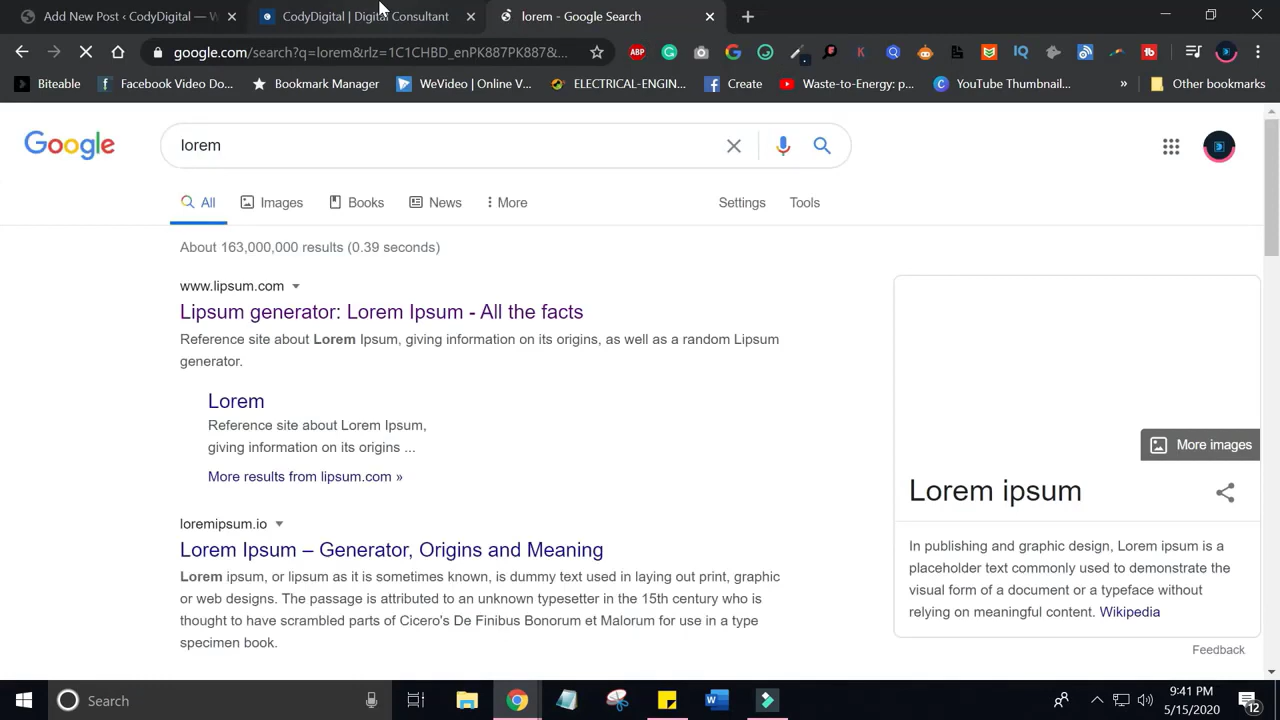 Add New Post ‹ CodyDigital — W
CodyDigital | Digital Consultant
lorem - Google Search
google.com/search?q=lorem&rlz=1C1CHBD_enPK887PK887&...
ABP
Biteable
Facebook Video Do...
Bookmark Manager
WeVideo | Online V...
ELECTRICAL-ENGIN...
Create
Waste-to-Energy: p...
YouTube Thumbnail...
»
Other bookmarks
Google
lorem
All
Images
Books
News
More
Settings
Tools
About 163,000,000 results (0.39 seconds)
www.lipsum.com
Lipsum generator: Lorem Ipsum - All the facts
Reference site about Lorem Ipsum, giving information on its origins, as well as a random Lipsum
generator.
Lorem
Reference site about Lorem Ipsum,
giving information on its origins ...
More results from lipsum.com »
loremipsum.io
Lorem Ipsum – Generator, Origins and Meaning
Lorem ipsum, or lipsum as it is sometimes known, is dummy text used in laying out print, graphic
or web designs. The passage is attributed to an unknown typesetter in the 15th century who is
thought to have scrambled parts of Cicero's De Finibus Bonorum et Malorum for use in a type
specimen book.
More images
Lorem ipsum
In publishing and graphic design, Lorem ipsum is a
placeholder text commonly used to demonstrate the
visual form of a document or a typeface without
relying on meaningful content. Wikipedia
Feedback
Search
9:41 PM
5/15/2020
12